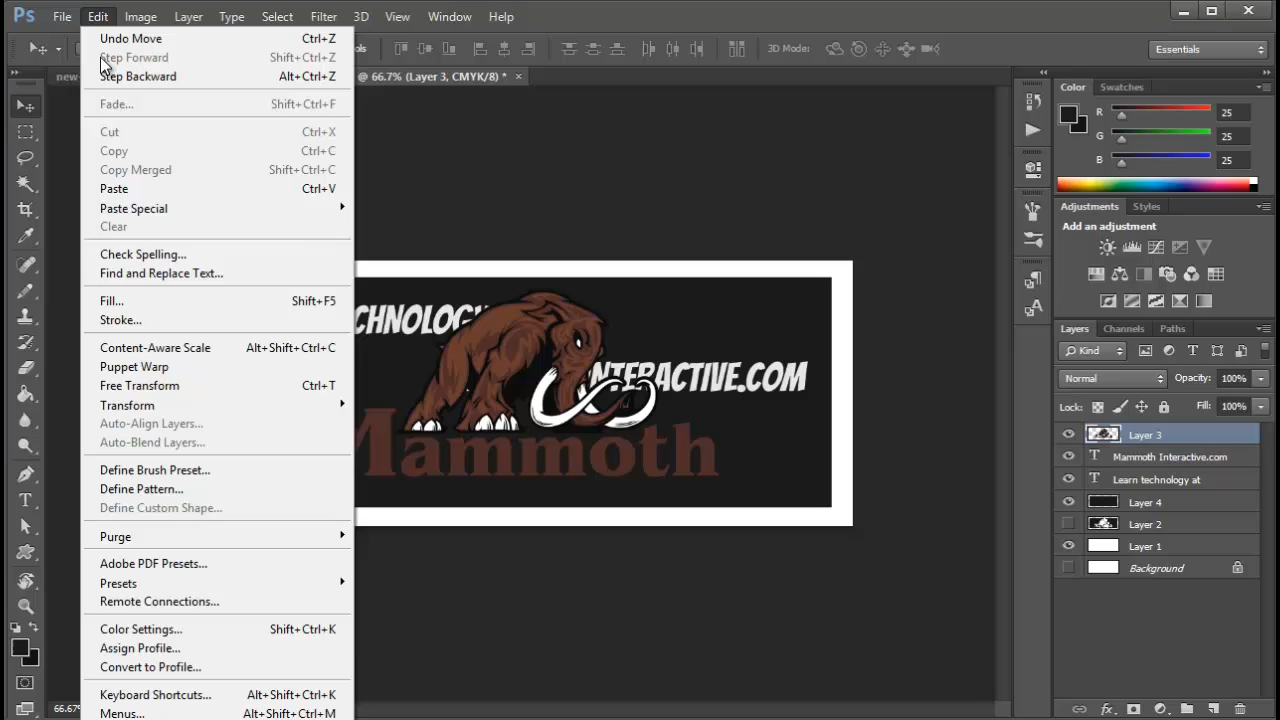 Ps File Edit Image Layer Type Select Filter 3D View Window Help
3D Mode: Essentials
@ 66.7% (Layer 3, CMYK/8) * ×
Undo Move Ctrl+Z
Step Forward Shift+Ctrl+Z
Step Backward Alt+Ctrl+Z
Fade... Shift+Ctrl+F
Cut Ctrl+X
Copy Ctrl+C
Copy Merged Shift+Ctrl+C
Paste Ctrl+V
Paste Special
Clear
Check Spelling...
Find and Replace Text...
Fill... Shift+F5
Stroke...
Content-Aware Scale Alt+Shift+Ctrl+C
Puppet Warp
Free Transform Ctrl+T
Transform
Auto-Align Layers...
Auto-Blend Layers...
Define Brush Preset...
Define Pattern...
Define Custom Shape...
Purge
Adobe PDF Presets...
Presets
Remote Connections...
Color Settings... Shift+Ctrl+K
Assign Profile...
Convert to Profile...
Keyboard Shortcuts... Alt+Shift+Ctrl+K
Menus... Alt+Shift+Ctrl+M
66.67%
CHNOLOGY
INTERACTIVE.COM
Mammoth
Color Swatches
R 25
G 25
B 25
Adjustments Styles
Add an adjustment
Layers Channels Paths
Kind
Normal Opacity: 100%
Lock: Fill: 100%
Layer 3
T Mammoth Interactive.com
T Learn technology at
Layer 4
Layer 2
Layer 1
Background